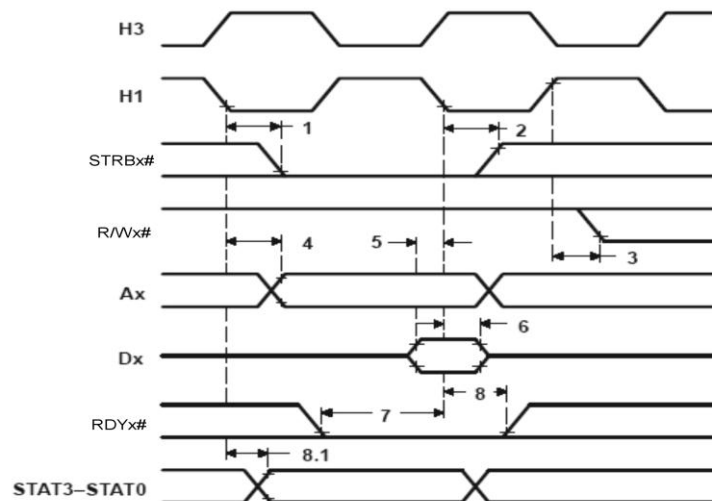 H3
H1
1
2
STRBx#
R/Wx#
4
5
3
Ax
6
Dx
7
8
RDYx#
8.1
STAT3–STAT0